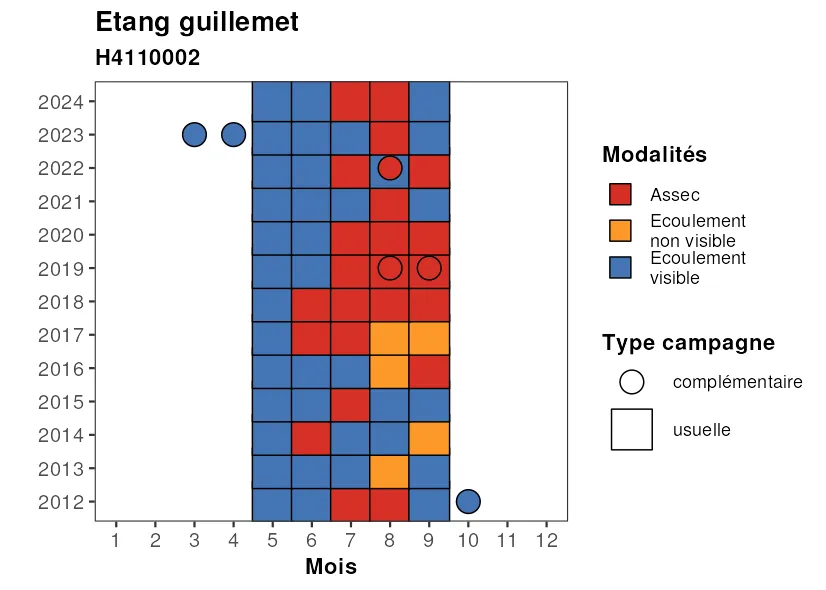 Etang guillemet
H4110002
2024
2023
2022
2021
2020
2019
2018
2017
2016
2015
2014
2013
2012
1 2 3 4 5 6 7 8 9 10 11 12
Mois
Modalités
Assec
Ecoulement
non visible
Ecoulement
visible
Type campagne
complémentaire
usuelle